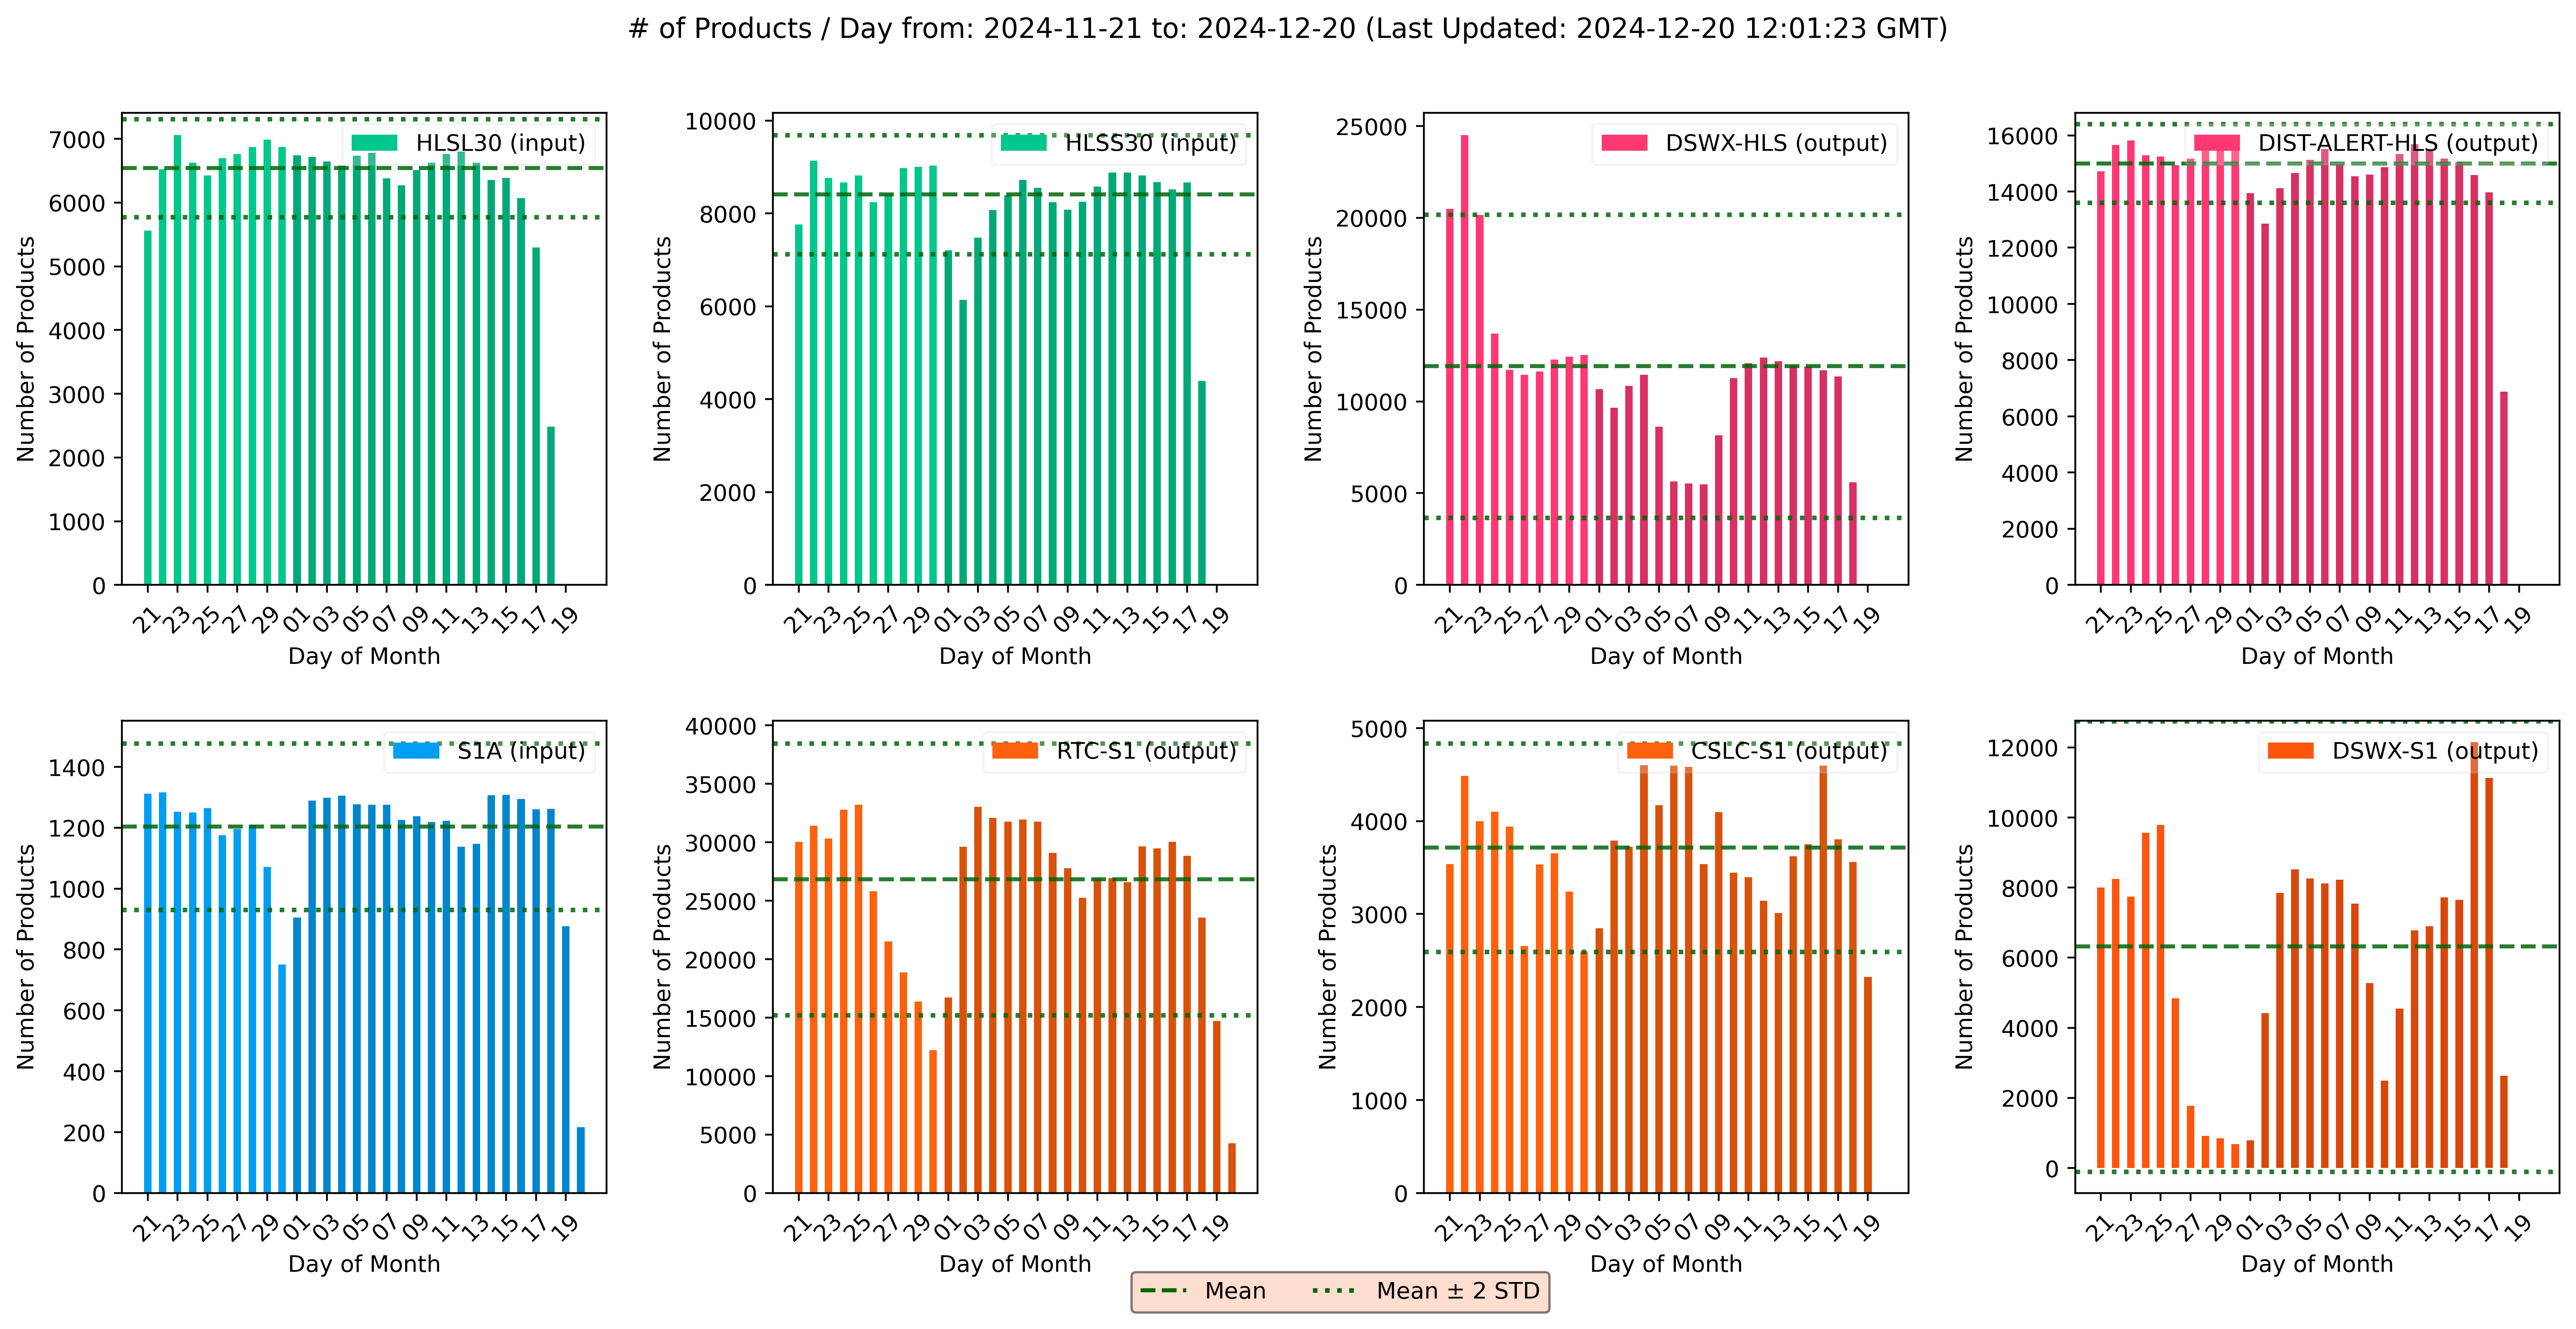 # of Products / Day from: 2024-11-21 to: 2024-12-20 (Last Updated: 2024-12-20 12:01:23 GMT)
HLSL30 (input)
Number of Products
7000
6000
5000
4000
3000
2000
1000
0
21 23 25 27 29 01 03 05 07 09 11 13 15 17 19
Day of Month
HLSS30 (input)
Number of Products
10000
8000
6000
4000
2000
0
21 23 25 27 29 01 03 05 07 09 11 13 15 17 19
Day of Month
DSWX-HLS (output)
Number of Products
25000
20000
15000
10000
5000
0
21 23 25 27 29 01 03 05 07 09 11 13 15 17 19
Day of Month
DIST-ALERT-HLS (output)
Number of Products
16000
14000
12000
10000
8000
6000
4000
2000
0
21 23 25 27 29 01 03 05 07 09 11 13 15 17 19
Day of Month
S1A (input)
Number of Products
1400
1200
1000
800
600
400
200
0
21 23 25 27 29 01 03 05 07 09 11 13 15 17 19
Day of Month
RTC-S1 (output)
Number of Products
40000
35000
30000
25000
20000
15000
10000
5000
0
21 23 25 27 29 01 03 05 07 09 11 13 15 17 19
Day of Month
CSLC-S1 (output)
Number of Products
5000
4000
3000
2000
1000
0
21 23 25 27 29 01 03 05 07 09 11 13 15 17 19
Day of Month
DSWX-S1 (output)
Number of Products
12000
10000
8000
6000
4000
2000
0
21 23 25 27 29 01 03 05 07 09 11 13 15 17 19
Day of Month
Mean
Mean ± 2 STD